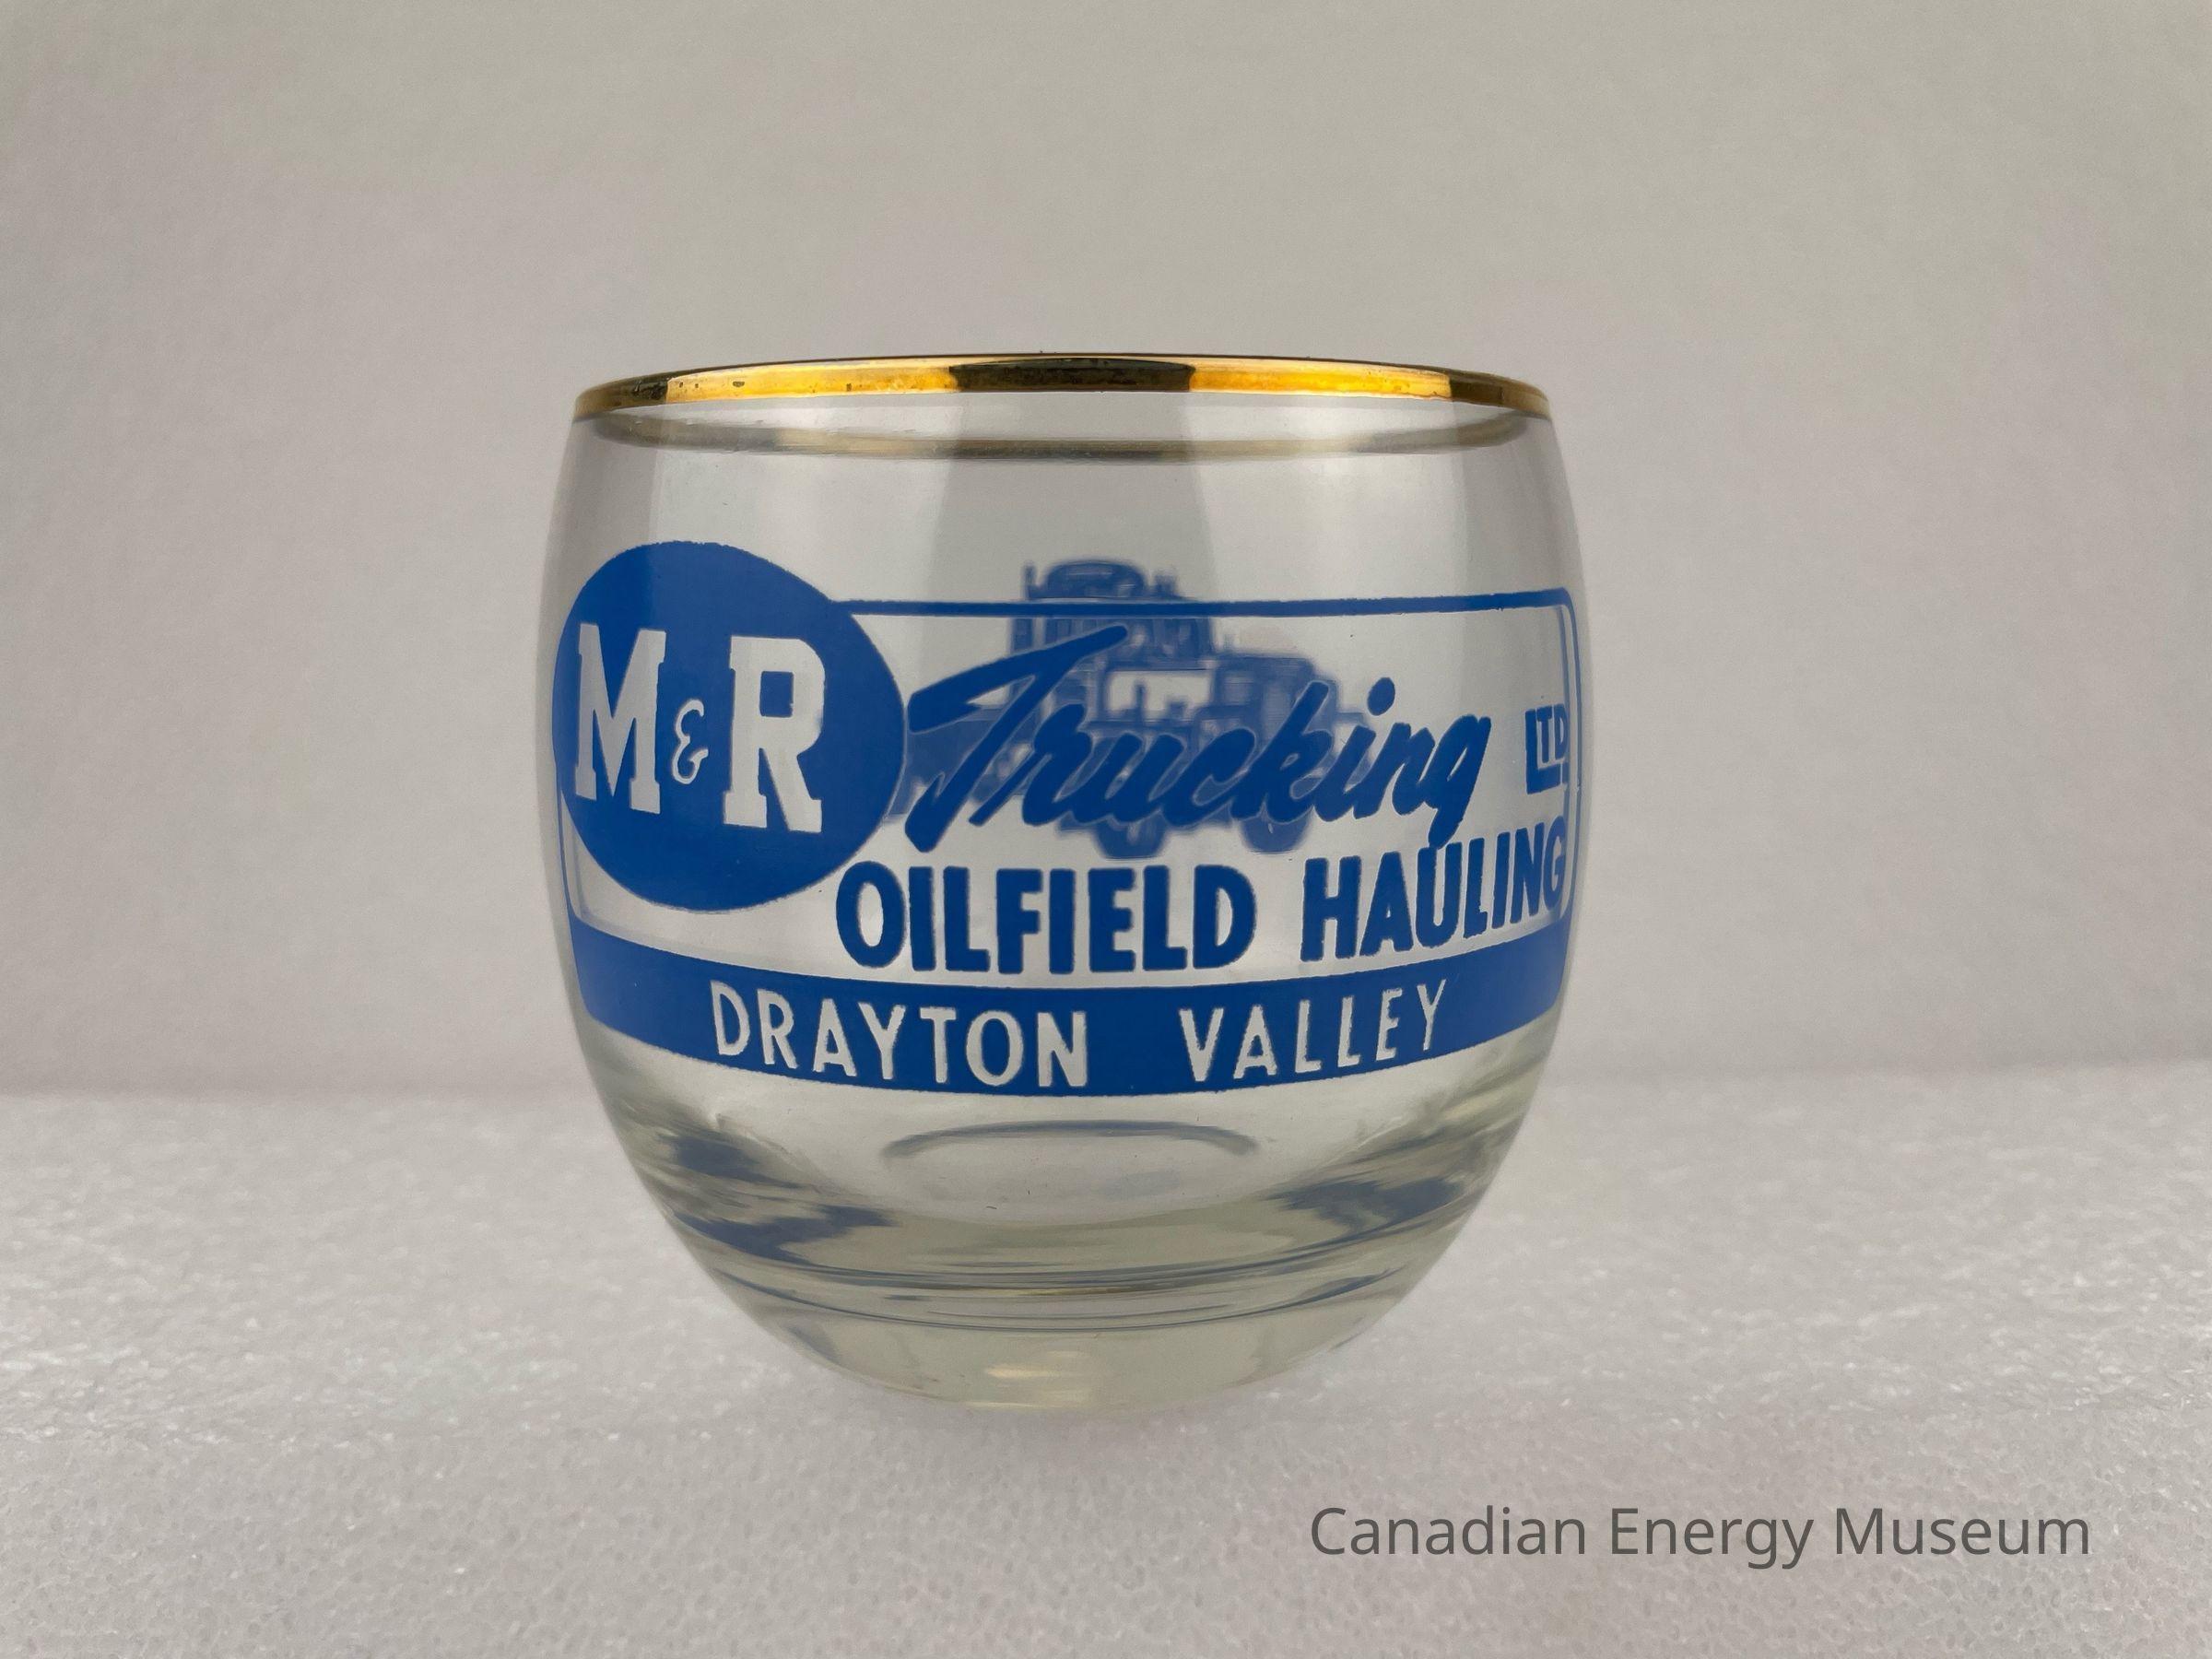 M & R Trucking LTD.
OILFIELD HAULING
DRAYTON VALLEY
Canadian Energy Museum